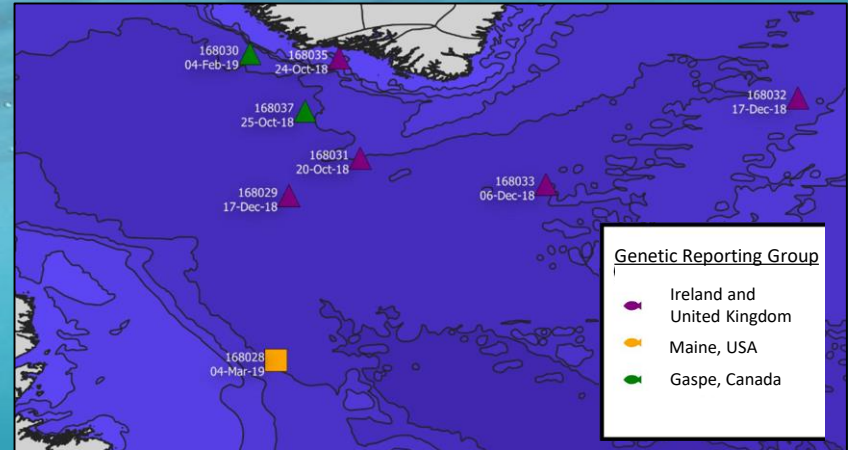 168030
04-Feb-19
168035
24-Oct-18
168032
17-Dec-18
168037
25-Oct-18
168031
20-Oct-18
168033
06-Dec-18
168029
17-Dec-18
168028
04-Mar-19
Genetic Reporting Group
Ireland and
United Kingdom
Maine, USA
Gaspe, Canada